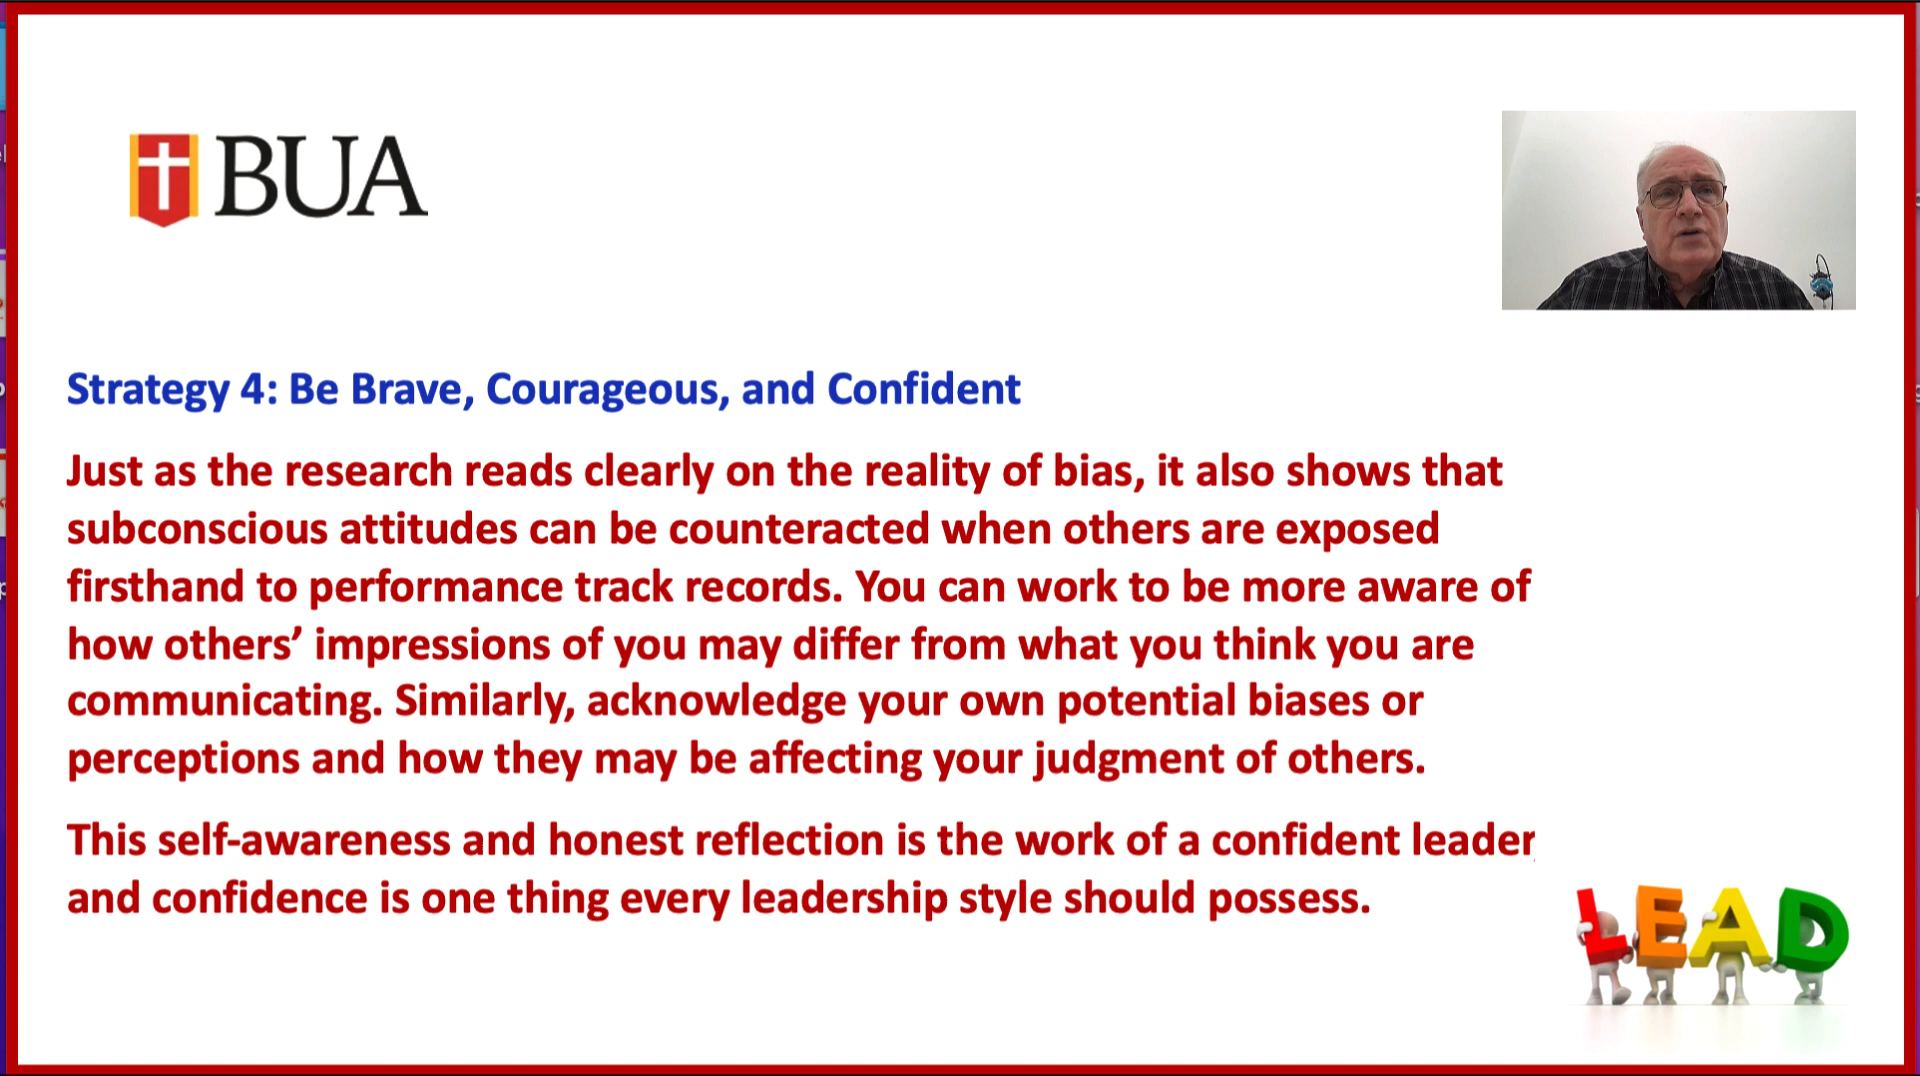 BUA
Strategy 4: Be Brave, Courageous, and Confident
Just as the research reads clearly on the reality of bias, it also shows that
subconscious attitudes can be counteracted when others are exposed
firsthand to performance track records. You can work to be more aware of
how others’ impressions of you may differ from what you think you are
communicating. Similarly, acknowledge your own potential biases or
perceptions and how they may be affecting your judgment of others.
This self-awareness and honest reflection is the work of a confident leader,
and confidence is one thing every leadership style should possess.
LEAD